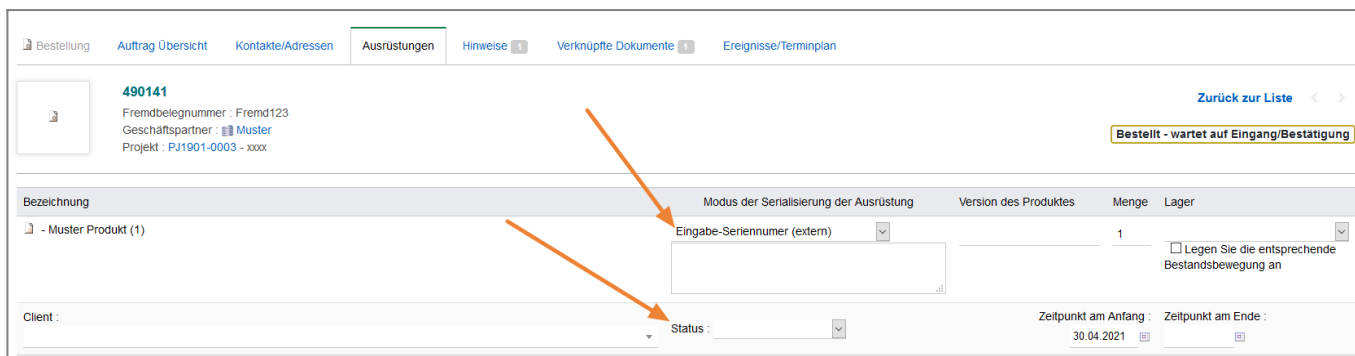 Bestellung Auftrag Übersicht Kontakte/Adressen Ausrüstungen Hinweise 1 Verknüpfte Dokumente 1 Ereignisse/Terminplan
490141
Zurück zur Liste < >
Fremdbelegnummer : Fremd123
Geschäftspartner : Muster
Bestellt - wartet auf Eingang/Bestätigung
Projekt : PJ1901-0003 - xxxx
Bezeichnung Modus der Serialisierung der Ausrüstung Version des Produktes Menge Lager
- Muster Produkt (1) Eingabe-Seriennumer (extern) 1
Legen Sie die entsprechende
Bestandsbewegung an
Client : Status : Zeitpunkt am Anfang : Zeitpunkt am Ende :
30.04.2021